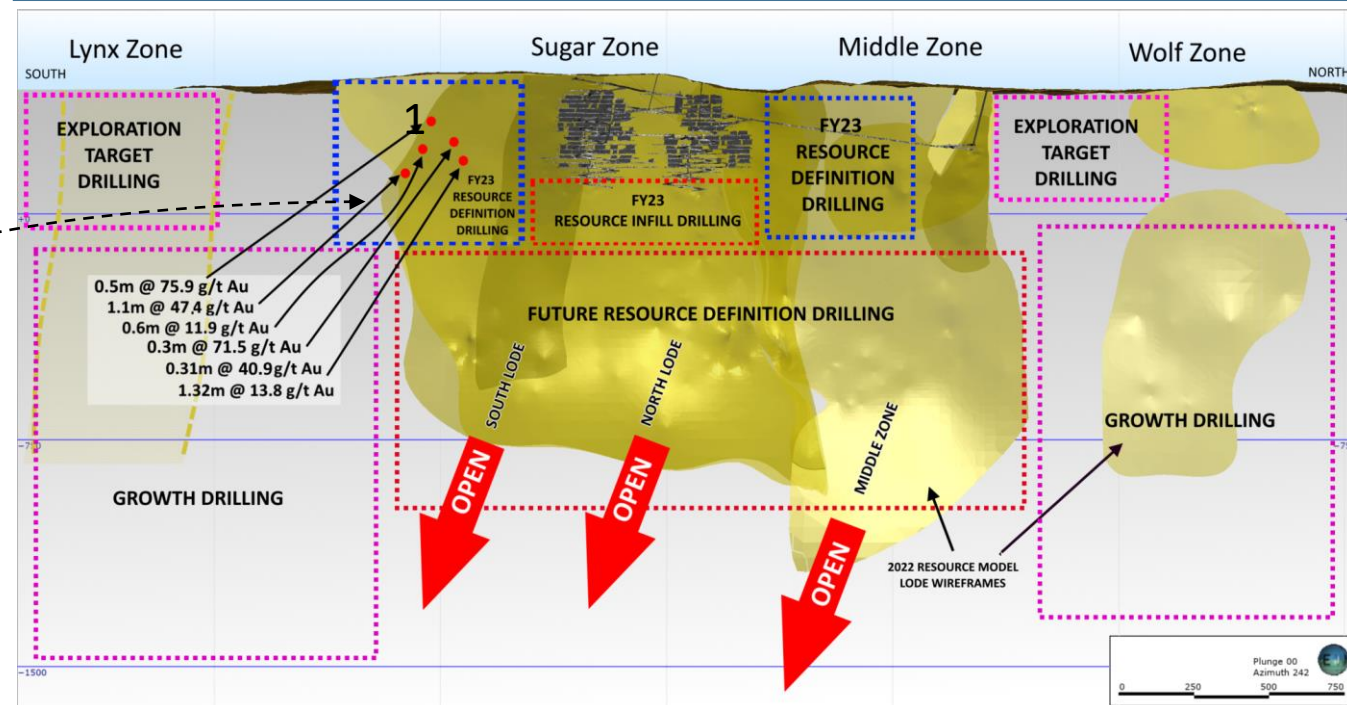 Lynx Zone
Sugar Zone
Middle Zone
Wolf Zone
SOUTH
NORTH
EXPLORATION
TARGET
DRILLING
1
FY23
RESOURCE
DEFINITION
DRILLING
FY23
RESOURCE INFILL DRILLING
FY23
RESOURCE
DEFINITION
DRILLING
EXPLORATION
TARGET
DRILLING
0.5m @ 75.9 g/t Au
1.1m @ 47.4 g/t Au
0.6m @ 11.9 g/t Au
0.3m @ 71.5 g/t Au
0.31m @ 40.9g/t Au
1.32m @ 13.8 g/t Au
FUTURE RESOURCE DEFINITION DRILLING
SOUTH LODE
NORTH LODE
MIDDLE ZONE
GROWTH DRILLING
GROWTH DRILLING
OPEN
OPEN
OPEN
2022 RESOURCE MODEL
LODE WIREFRAMES
-1500
Plunge 00
Azimuth 242
0 250 500 750